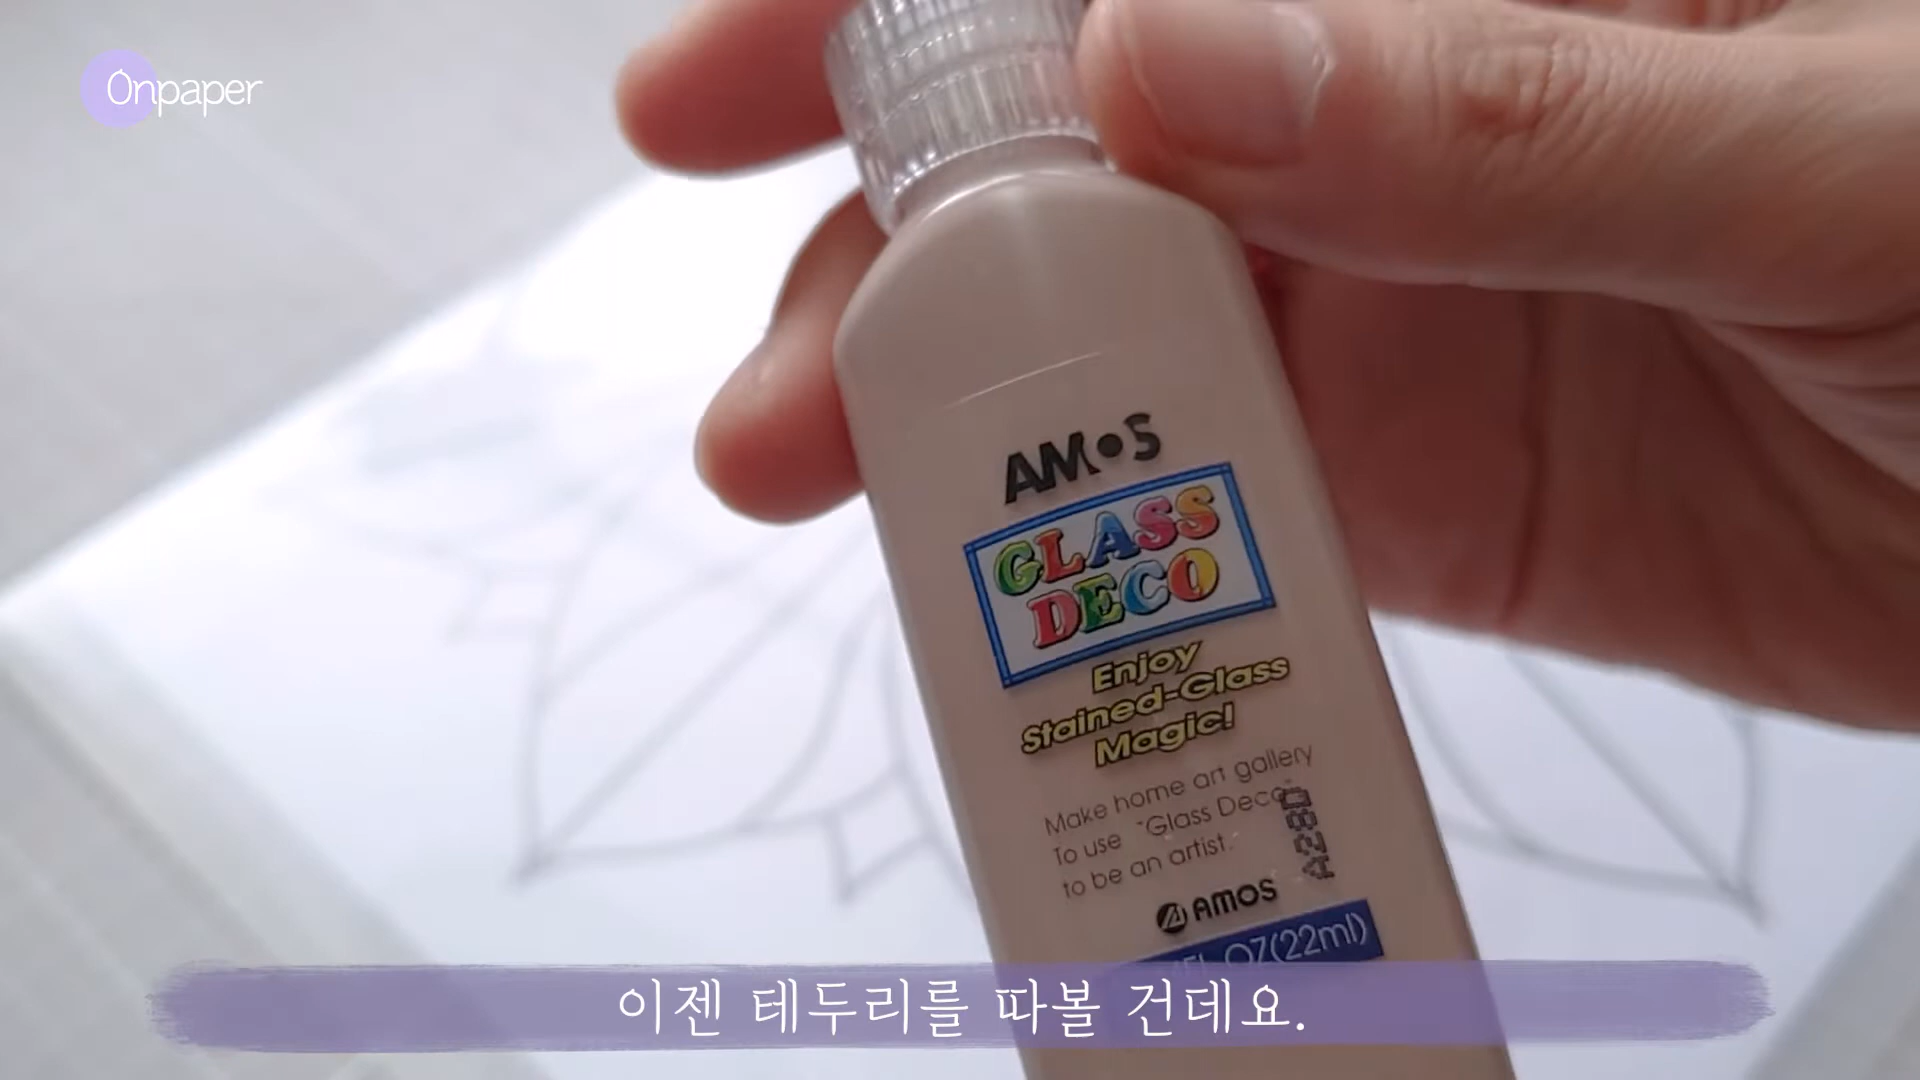 Onpaper
AMOS
GLASS
DECO
Enjoy
Stained-Glass
Magic!
Make home art gallery
To use "Glass Deco"
to be an artist.
A28D
AMOS
FL.OZ(22ml)
이젠 테두리를 따볼 건데요.